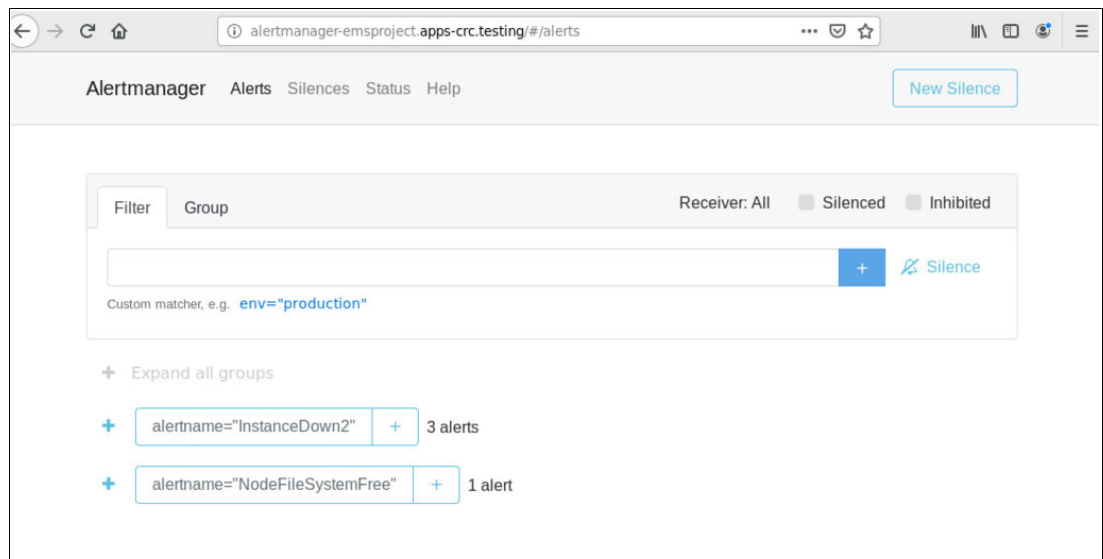 alertmanager-emsproject.apps-crc.testing/#/alerts
Alertmanager Alerts Silences Status Help New Silence
Filter Group Receiver: All Silenced Inhibited
+ Silence
Custom matcher, e.g. env="production"
+ Expand all groups
+ alertname="InstanceDown2" + 3 alerts
+ alertname="NodeFileSystemFree" + 1 alert